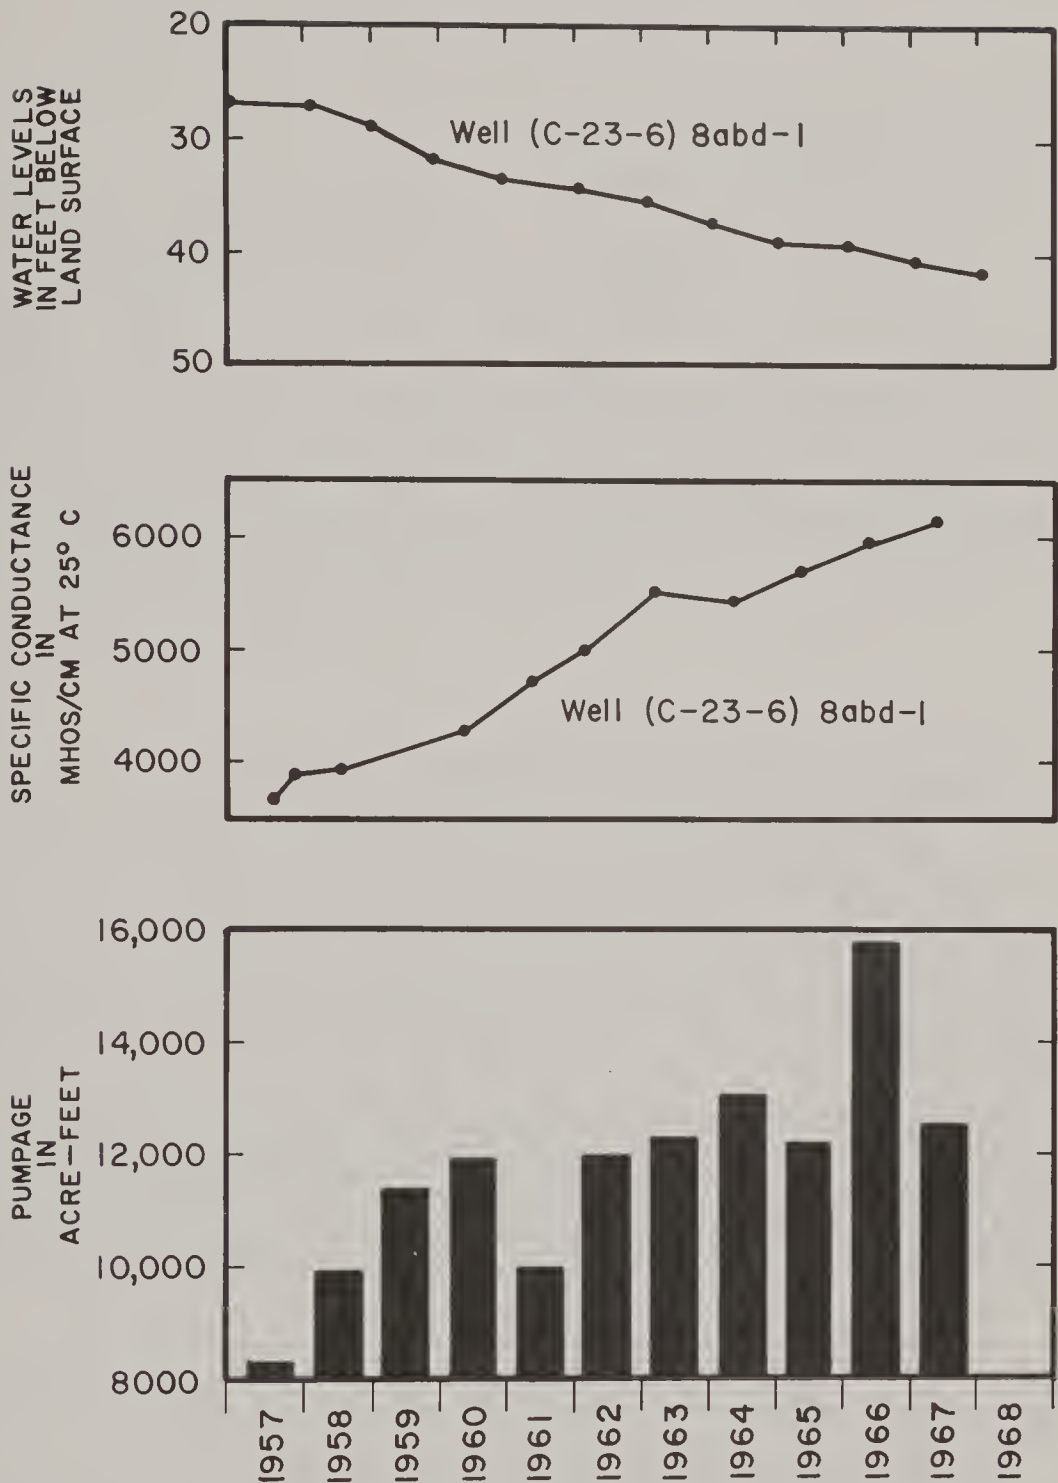 WATER LEVELS
IN FEET BELOW
LAND SURFACE
20
30
40
50
Well (C-23-6) 8abd-1
SPECIFIC CONDUCTANCE
IN
MHOS/CM AT 25° C
6000
5000
4000
Well (C-23-6) 8abd-1
PUMPAGE
IN
ACRE-FEET
16,000
14,000
12,000
10,000
8000
1957
1958
1959
1960
1961
1962
1963
1964
1965
1966
1967
1968